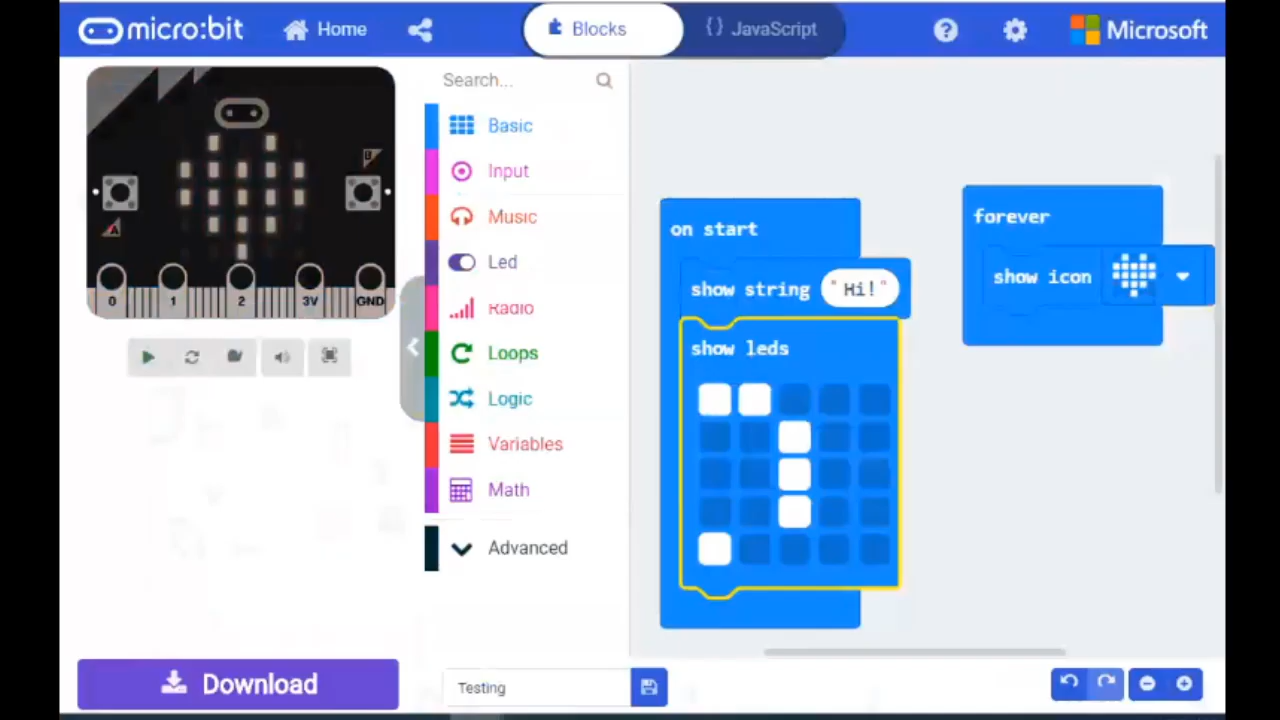 micro:bit
Home
Blocks
{} JavaScript
?
Microsoft
A
B
0 1 2 3V GND
Search...
Basic
Input
Music
Led
Radio
Loops
Logic
Variables
Math
Advanced
on start
show string "Hi!"
show leds
forever
show icon
Download
Testing